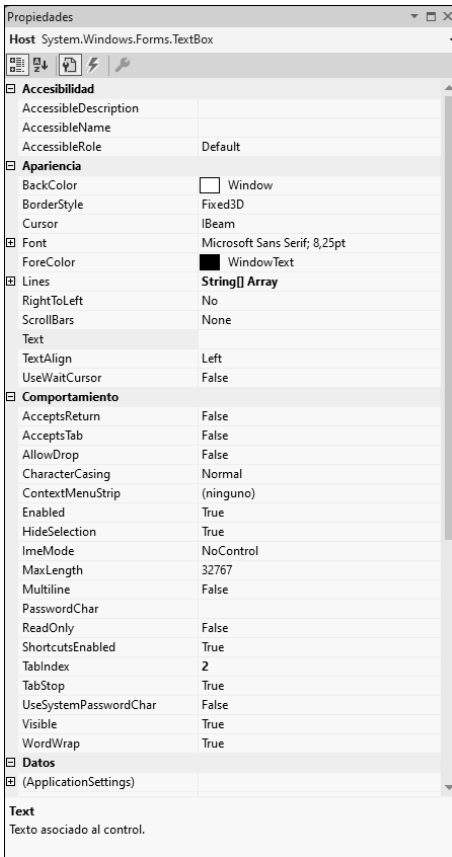 Propiedades
Host System.Windows.Forms.TextBox
Accesibilidad
AccessibleDescription
AccessibleName
AccessibleRole Default
Apariencia
BackColor Window
BorderStyle Fixed3D
Cursor IBeam
Font Microsoft Sans Serif; 8,25pt
ForeColor WindowText
Lines String[] Array
RightToLeft No
ScrollBars None
Text
TextAlign Left
UseWaitCursor False
Comportamiento
AcceptsReturn False
AcceptsTab False
AllowDrop False
CharacterCasing Normal
ContextMenuStrip (ninguno)
Enabled True
HideSelection True
ImeMode NoControl
MaxLength 32767
Multiline False
PasswordChar
ReadOnly False
ShortcutsEnabled True
TabIndex 2
TabStop True
UseSystemPasswordChar False
Visible True
WordWrap True
Datos
(ApplicationSettings)
Text
Texto asociado al control.